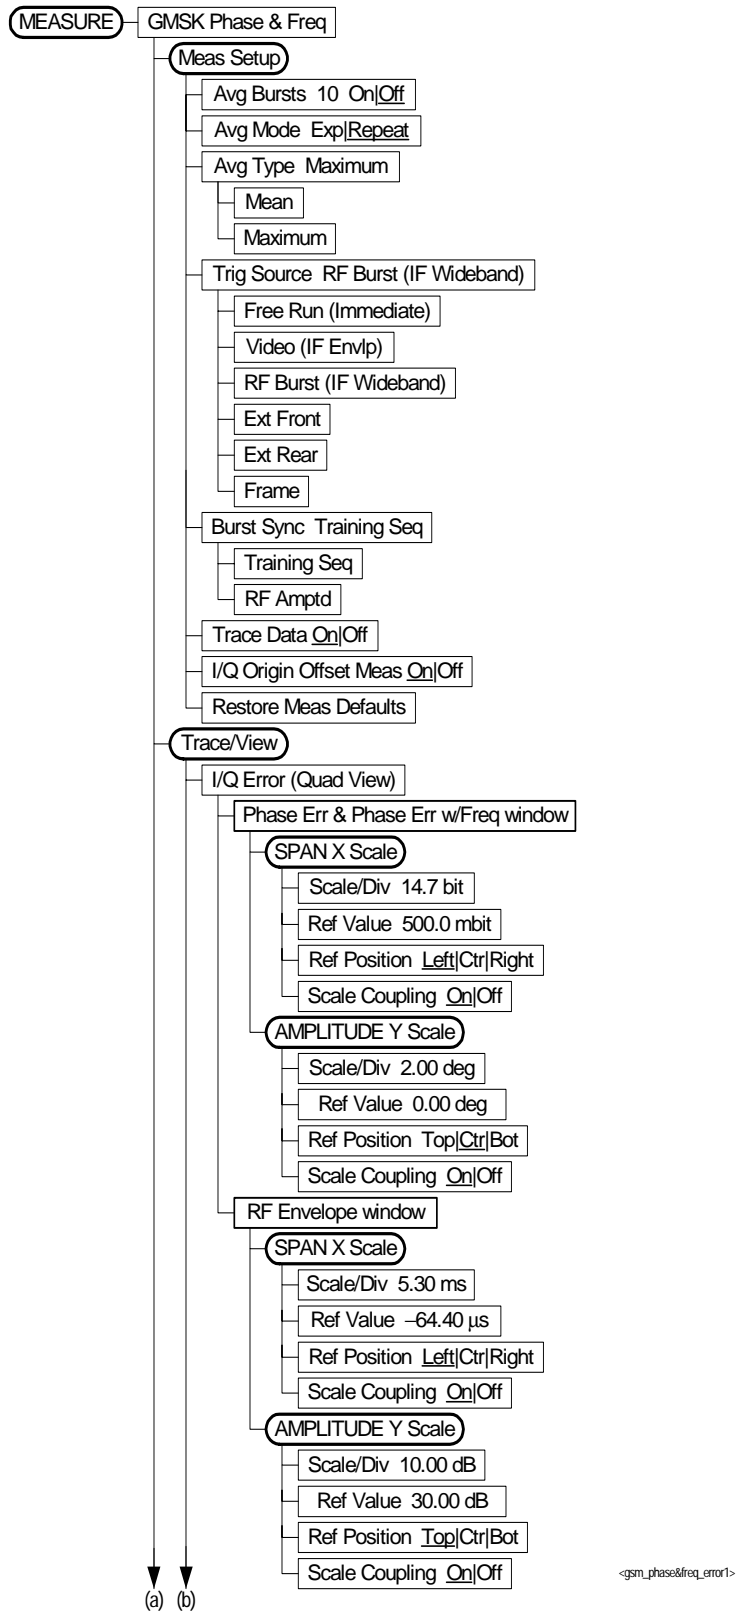 MEASURE GMSK Phase & Freq
Meas Setup
Avg Bursts 10 On|Off
Avg Mode Exp|Repeat
Avg Type Maximum
Mean
Maximum
Trig Source RF Burst (IF Wideband)
Free Run (Immediate)
Video (IF Envlp)
RF Burst (IF Wideband)
Ext Front
Ext Rear
Frame
Burst Sync Training Seq
Training Seq
RF Amptd
Trace Data On|Off
I/Q Origin Offset Meas On|Off
Restore Meas Defaults
Trace/View
I/Q Error (Quad View)
Phase Err & Phase Err w/Freq window
SPAN X Scale
Scale/Div 14.7 bit
Ref Value 500.0 mbit
Ref Position Left|Ctr|Right
Scale Coupling On|Off
AMPLITUDE Y Scale
Scale/Div 2.00 deg
Ref Value 0.00 deg
Ref Position Top|Ctr|Bot
Scale Coupling On|Off
RF Envelope window
SPAN X Scale
Scale/Div 5.30 ms
Ref Value –64.40 µs
Ref Position Left|Ctr|Right
Scale Coupling On|Off
AMPLITUDE Y Scale
Scale/Div 10.00 dB
Ref Value 30.00 dB
Ref Position Top|Ctr|Bot
Scale Coupling On|Off
<gsm_phase&freq_error1>
(a) (b)